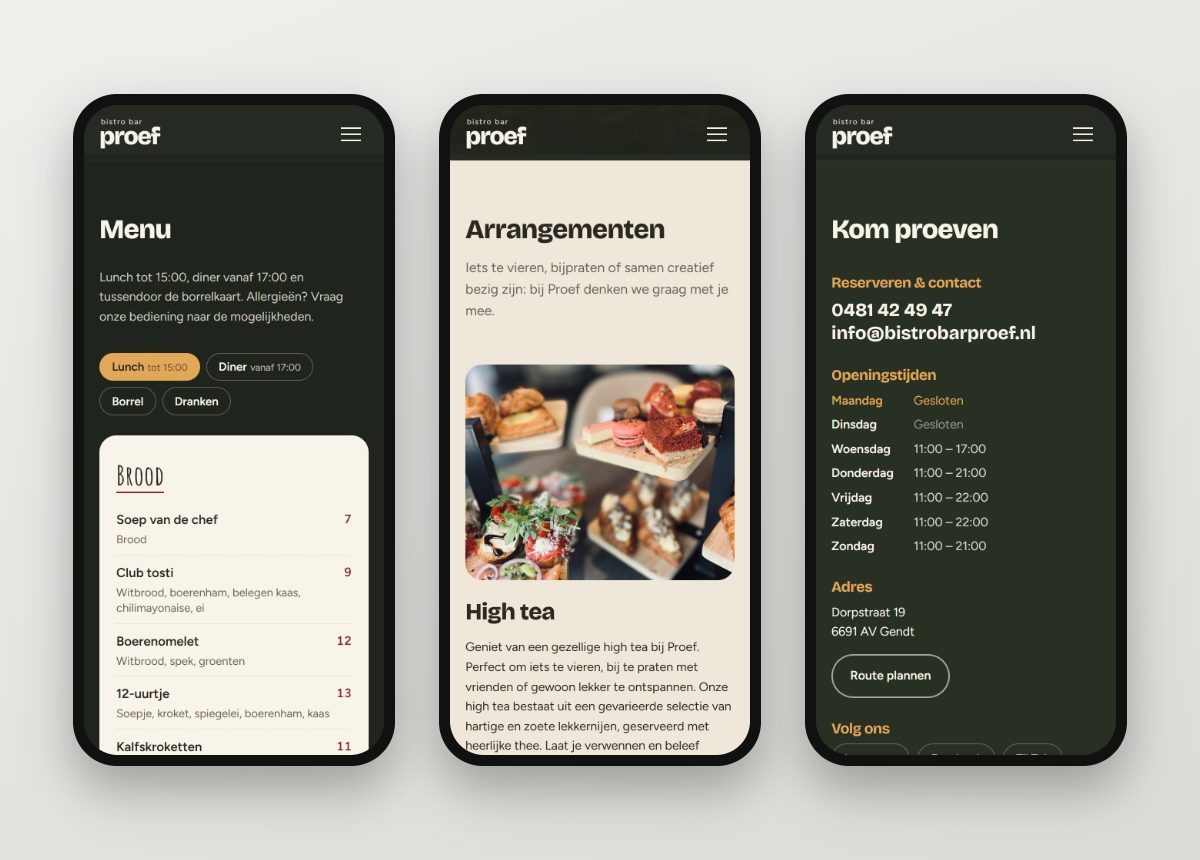 bistro bar
proef
Menu
Lunch tot 15:00, diner vanaf 17:00 en
tussendoor de borrelkaart. Allergieën? Vraag
onze bediening naar de mogelijkheden.
Lunch tot 15:00
Diner vanaf 17:00
Borrel
Dranken
Brood
Soep van de chef 7
Brood
Club tosti 9
Witbrood, boerenham, belegen kaas,
chilimayonaise, ei
Boerenomelet 12
Witbrood, spek, groenten
12-uurtje 13
Soepje, kroket, spiegelei, boerenham, kaas
Kalfskroketten 11
bistro bar
proef
Arrangementen
Iets te vieren, bijpraten of samen creatief
bezig zijn: bij Proef denken we graag met je
mee.
High tea
Geniet van een gezellige high tea bij Proef.
Perfect om iets te vieren, bij te praten met
vrienden of gewoon lekker te ontspannen. Onze
high tea bestaat uit een gevarieerde selectie van
hartige en zoete lekkernijen, geserveerd met
heerlijke thee. Laat je verwennen en beleef
bistro bar
proef
Kom proeven
Reserveren & contact
0481 42 49 47
info@bistrobarproef.nl
Openingstijden
Maandag Gesloten
Dinsdag Gesloten
Woensdag 11:00 – 17:00
Donderdag 11:00 – 21:00
Vrijdag 11:00 – 22:00
Zaterdag 11:00 – 22:00
Zondag 11:00 – 21:00
Adres
Dorpstraat 19
6691 AV Gendt
Route plannen
Volg ons